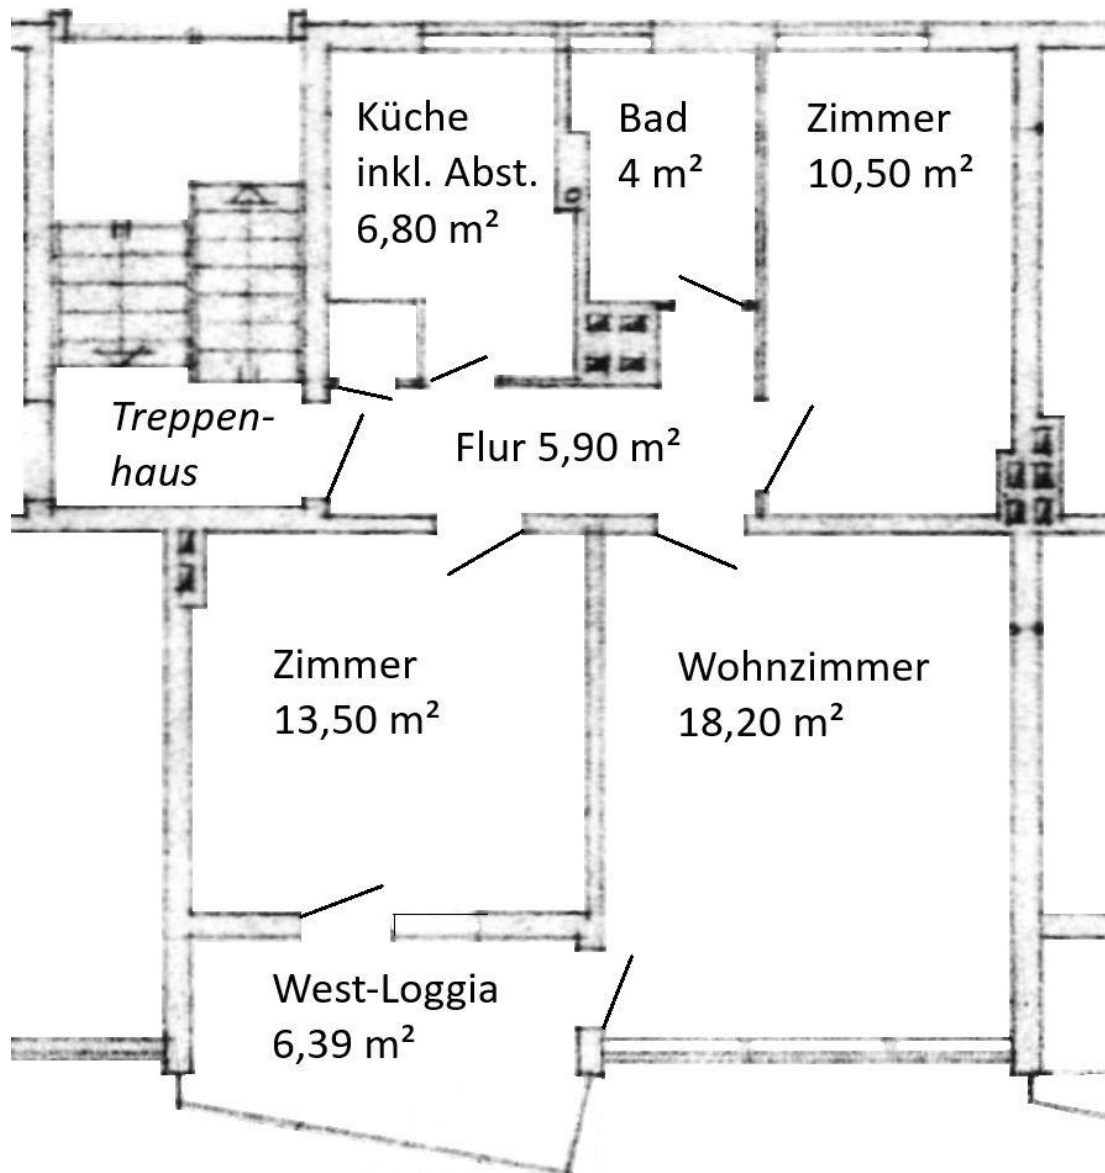 Küche
inkl. Abst.
6,80 m²
Bad
4 m²
Zimmer
10,50 m²
Treppen-
haus
Flur 5,90 m²
Zimmer
13,50 m²
Wohnzimmer
18,20 m²
West-Loggia
6,39 m²